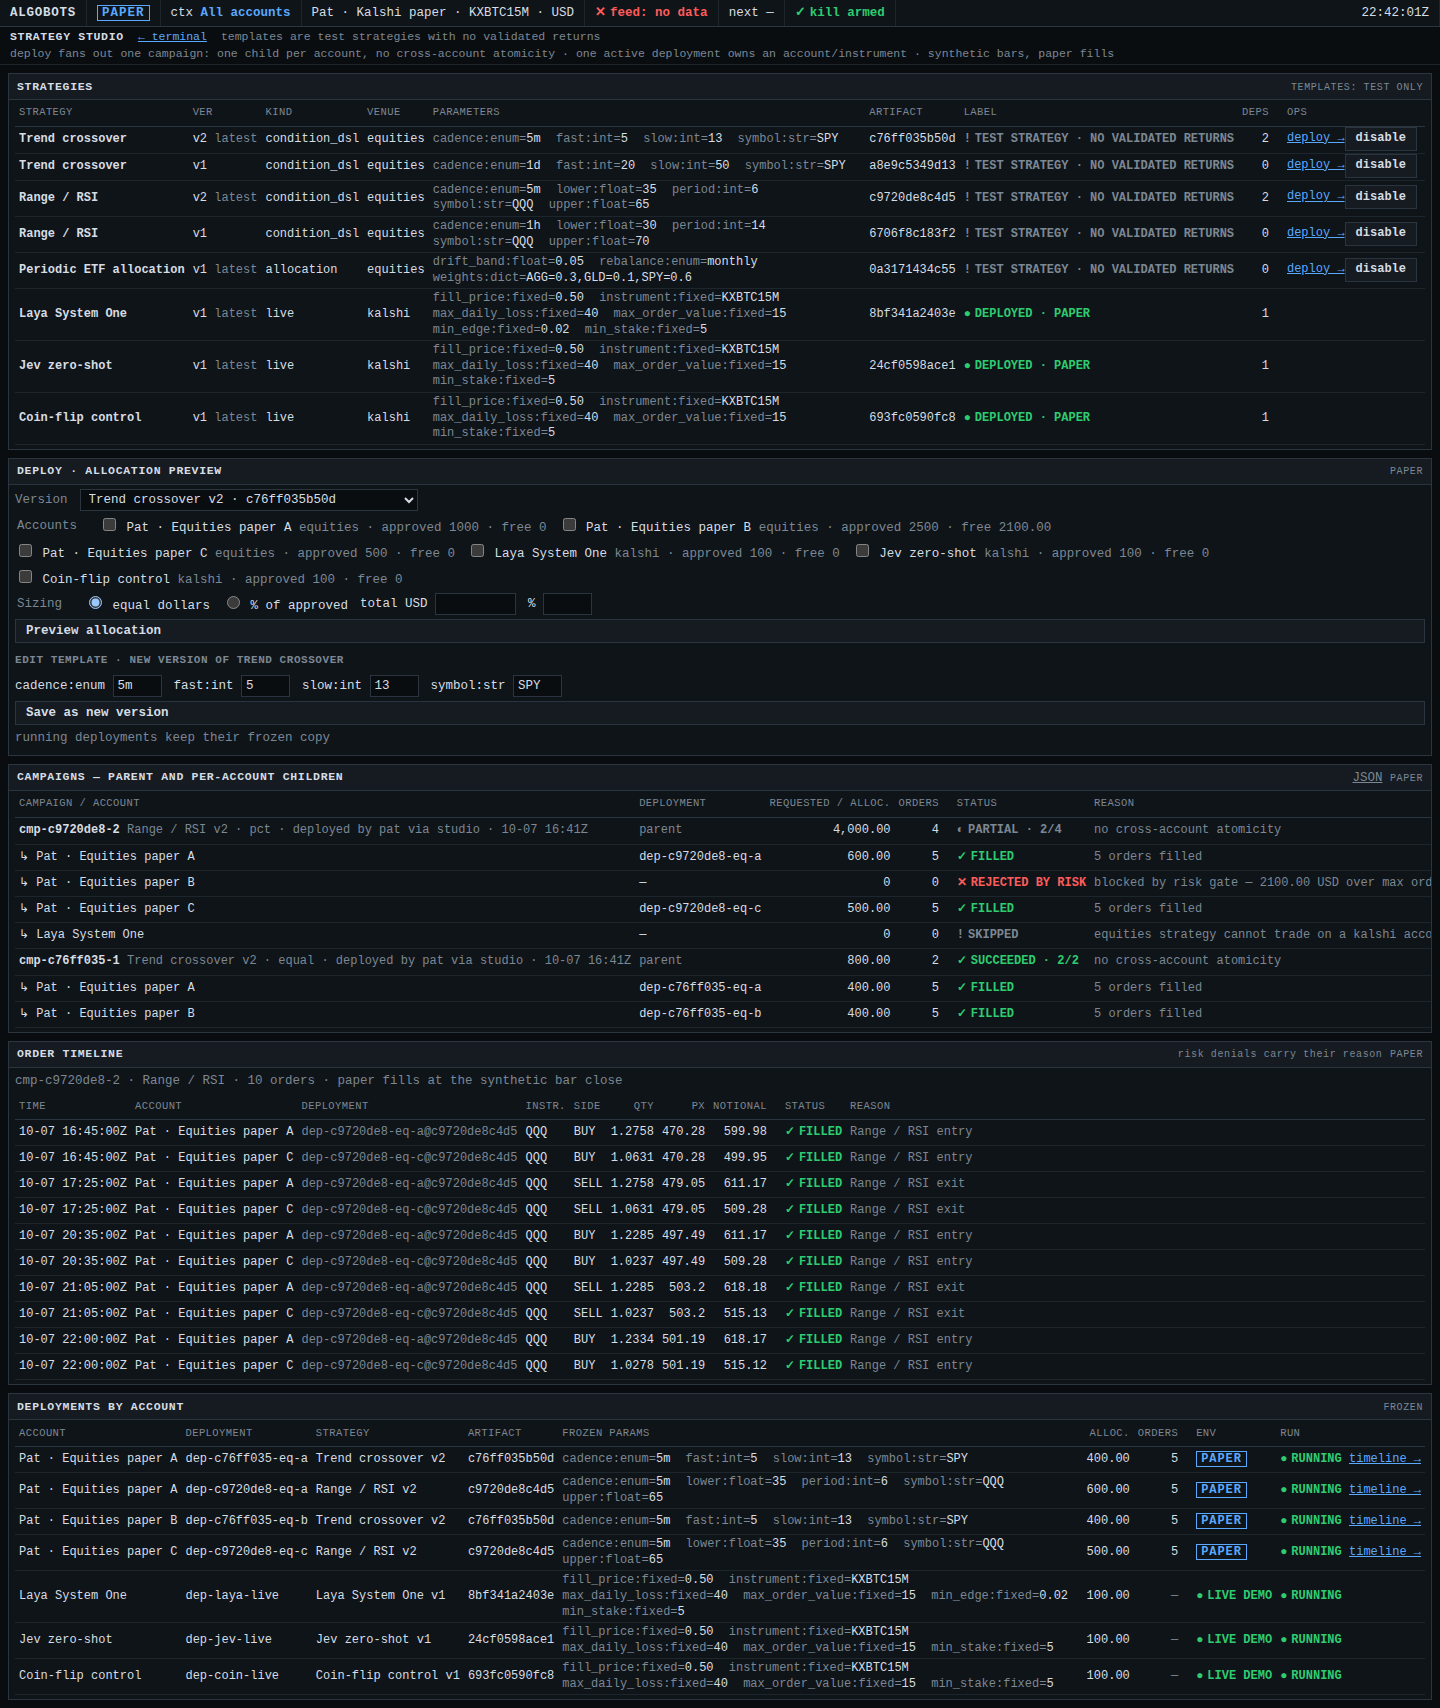 ALGOBOTS PAPER ctx All accounts Pat · Kalshi paper · KXBTC15M · USD ✕ feed: no data next — ✓ kill armed 22:42:01Z
STRATEGY STUDIO ← terminal templates are test strategies with no validated returns
deploy fans out one campaign: one child per account, no cross-account atomicity · one active deployment owns an account/instrument · synthetic bars, paper fills
STRATEGIES TEMPLATES: TEST ONLY
STRATEGY VER KIND VENUE PARAMETERS ARTIFACT LABEL DEPS OPS
Trend crossover v2 latest condition_dsl equities cadence:enum=5m fast:int=5 slow:int=13 symbol:str=SPY c76ff035b50d ! TEST STRATEGY · NO VALIDATED RETURNS 2 deploy → disable
Trend crossover v1 condition_dsl equities cadence:enum=1d fast:int=20 slow:int=50 symbol:str=SPY a8e9c5349d13 ! TEST STRATEGY · NO VALIDATED RETURNS 0 deploy → disable
Range / RSI v2 latest condition_dsl equities cadence:enum=5m lower:float=35 period:int=6
symbol:str=QQQ upper:float=65 c9720de8c4d5 ! TEST STRATEGY · NO VALIDATED RETURNS 2 deploy → disable
Range / RSI v1 condition_dsl equities cadence:enum=1h lower:float=30 period:int=14
symbol:str=QQQ upper:float=70 6706f8c183f2 ! TEST STRATEGY · NO VALIDATED RETURNS 0 deploy → disable
Periodic ETF allocation v1 latest allocation equities drift_band:float=0.05 rebalance:enum=monthly
weights:dict=AGG=0.3,GLD=0.1,SPY=0.6 0a3171434c55 ! TEST STRATEGY · NO VALIDATED RETURNS 0 deploy → disable
fill_price:fixed=0.50 instrument:fixed=KXBTC15M
Laya System One v1 latest live kalshi max_daily_loss:fixed=40 max_order_value:fixed=15 8bf341a2403e ● DEPLOYED · PAPER 1
min_edge:fixed=0.02 min_stake:fixed=5
fill_price:fixed=0.50 instrument:fixed=KXBTC15M
Jev zero-shot v1 latest live kalshi max_daily_loss:fixed=40 max_order_value:fixed=15 24cf0598ace1 ● DEPLOYED · PAPER 1
min_stake:fixed=5
fill_price:fixed=0.50 instrument:fixed=KXBTC15M
Coin-flip control v1 latest live kalshi max_daily_loss:fixed=40 max_order_value:fixed=15 693fc0590fc8 ● DEPLOYED · PAPER 1
min_stake:fixed=5
DEPLOY · ALLOCATION PREVIEW PAPER
Version Trend crossover v2 · c76ff035b50d
Accounts Pat · Equities paper A equities · approved 1000 · free 0 Pat · Equities paper B equities · approved 2500 · free 2100.00
Pat · Equities paper C equities · approved 500 · free 0 Laya System One kalshi · approved 100 · free 0 Jev zero-shot kalshi · approved 100 · free 0
Coin-flip control kalshi · approved 100 · free 0
Sizing equal dollars % of approved total USD %
Preview allocation
EDIT TEMPLATE · NEW VERSION OF TREND CROSSOVER
cadence:enum 5m fast:int 5 slow:int 13 symbol:str SPY
Save as new version
running deployments keep their frozen copy
CAMPAIGNS — PARENT AND PER-ACCOUNT CHILDREN JSON PAPER
CAMPAIGN / ACCOUNT DEPLOYMENT REQUESTED / ALLOC. ORDERS STATUS REASON
cmp-c9720de8-2 Range / RSI v2 · pct · deployed by pat via studio · 10-07 16:41Z parent 4,000.00 4 ◐ PARTIAL · 2/4 no cross-account atomicity
↳ Pat · Equities paper A dep-c9720de8-eq-a 600.00 5 ✓ FILLED 5 orders filled
↳ Pat · Equities paper B — 0 0 ✕ REJECTED BY RISK blocked by risk gate — 2100.00 USD over max ord
↳ Pat · Equities paper C dep-c9720de8-eq-c 500.00 5 ✓ FILLED 5 orders filled
↳ Laya System One — 0 0 ! SKIPPED equities strategy cannot trade on a kalshi acco
cmp-c76ff035-1 Trend crossover v2 · equal · deployed by pat via studio · 10-07 16:41Z parent 800.00 2 ✓ SUCCEEDED · 2/2 no cross-account atomicity
↳ Pat · Equities paper A dep-c76ff035-eq-a 400.00 5 ✓ FILLED 5 orders filled
↳ Pat · Equities paper B dep-c76ff035-eq-b 400.00 5 ✓ FILLED 5 orders filled
ORDER TIMELINE risk denials carry their reason PAPER
cmp-c9720de8-2 · Range / RSI · 10 orders · paper fills at the synthetic bar close
TIME ACCOUNT DEPLOYMENT INSTR. SIDE QTY PX NOTIONAL STATUS REASON
10-07 16:45:00Z Pat · Equities paper A dep-c9720de8-eq-a@c9720de8c4d5 QQQ BUY 1.2758 470.28 599.98 ✓ FILLED Range / RSI entry
10-07 16:45:00Z Pat · Equities paper C dep-c9720de8-eq-c@c9720de8c4d5 QQQ BUY 1.0631 470.28 499.95 ✓ FILLED Range / RSI entry
10-07 17:25:00Z Pat · Equities paper A dep-c9720de8-eq-a@c9720de8c4d5 QQQ SELL 1.2758 479.05 611.17 ✓ FILLED Range / RSI exit
10-07 17:25:00Z Pat · Equities paper C dep-c9720de8-eq-c@c9720de8c4d5 QQQ SELL 1.0631 479.05 509.28 ✓ FILLED Range / RSI exit
10-07 20:35:00Z Pat · Equities paper A dep-c9720de8-eq-a@c9720de8c4d5 QQQ BUY 1.2285 497.49 611.17 ✓ FILLED Range / RSI entry
10-07 20:35:00Z Pat · Equities paper C dep-c9720de8-eq-c@c9720de8c4d5 QQQ BUY 1.0237 497.49 509.28 ✓ FILLED Range / RSI entry
10-07 21:05:00Z Pat · Equities paper A dep-c9720de8-eq-a@c9720de8c4d5 QQQ SELL 1.2285 503.2 618.18 ✓ FILLED Range / RSI exit
10-07 21:05:00Z Pat · Equities paper C dep-c9720de8-eq-c@c9720de8c4d5 QQQ SELL 1.0237 503.2 515.13 ✓ FILLED Range / RSI exit
10-07 22:00:00Z Pat · Equities paper A dep-c9720de8-eq-a@c9720de8c4d5 QQQ BUY 1.2334 501.19 618.17 ✓ FILLED Range / RSI entry
10-07 22:00:00Z Pat · Equities paper C dep-c9720de8-eq-c@c9720de8c4d5 QQQ BUY 1.0278 501.19 515.12 ✓ FILLED Range / RSI entry
DEPLOYMENTS BY ACCOUNT FROZEN
ACCOUNT DEPLOYMENT STRATEGY ARTIFACT FROZEN PARAMS ALLOC. ORDERS ENV RUN
Pat · Equities paper A dep-c76ff035-eq-a Trend crossover v2 c76ff035b50d cadence:enum=5m fast:int=5 slow:int=13 symbol:str=SPY 400.00 5 PAPER ● RUNNING timeline →
Pat · Equities paper A dep-c9720de8-eq-a Range / RSI v2 c9720de8c4d5 cadence:enum=5m lower:float=35 period:int=6 symbol:str=QQQ
upper:float=65 600.00 5 PAPER ● RUNNING timeline →
Pat · Equities paper B dep-c76ff035-eq-b Trend crossover v2 c76ff035b50d cadence:enum=5m fast:int=5 slow:int=13 symbol:str=SPY 400.00 5 PAPER ● RUNNING timeline →
Pat · Equities paper C dep-c9720de8-eq-c Range / RSI v2 c9720de8c4d5 cadence:enum=5m lower:float=35 period:int=6 symbol:str=QQQ
upper:float=65 500.00 5 PAPER ● RUNNING timeline →
fill_price:fixed=0.50 instrument:fixed=KXBTC15M
Laya System One dep-laya-live Laya System One v1 8bf341a2403e max_daily_loss:fixed=40 max_order_value:fixed=15 min_edge:fixed=0.02 100.00 — ● LIVE DEMO ● RUNNING
min_stake:fixed=5
Jev zero-shot dep-jev-live Jev zero-shot v1 24cf0598ace1 fill_price:fixed=0.50 instrument:fixed=KXBTC15M
max_daily_loss:fixed=40 max_order_value:fixed=15 min_stake:fixed=5 100.00 — ● LIVE DEMO ● RUNNING
Coin-flip control dep-coin-live Coin-flip control v1 693fc0590fc8 fill_price:fixed=0.50 instrument:fixed=KXBTC15M
max_daily_loss:fixed=40 max_order_value:fixed=15 min_stake:fixed=5 100.00 — ● LIVE DEMO ● RUNNING